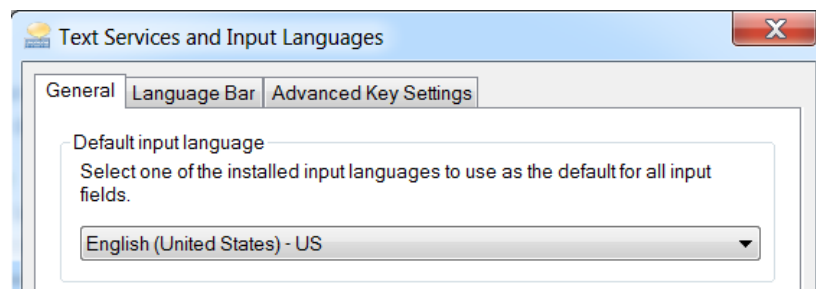 Text Services and Input Languages
General Language Bar Advanced Key Settings
Default input language
Select one of the installed input languages to use as the default for all input
fields.
English (United States) - US